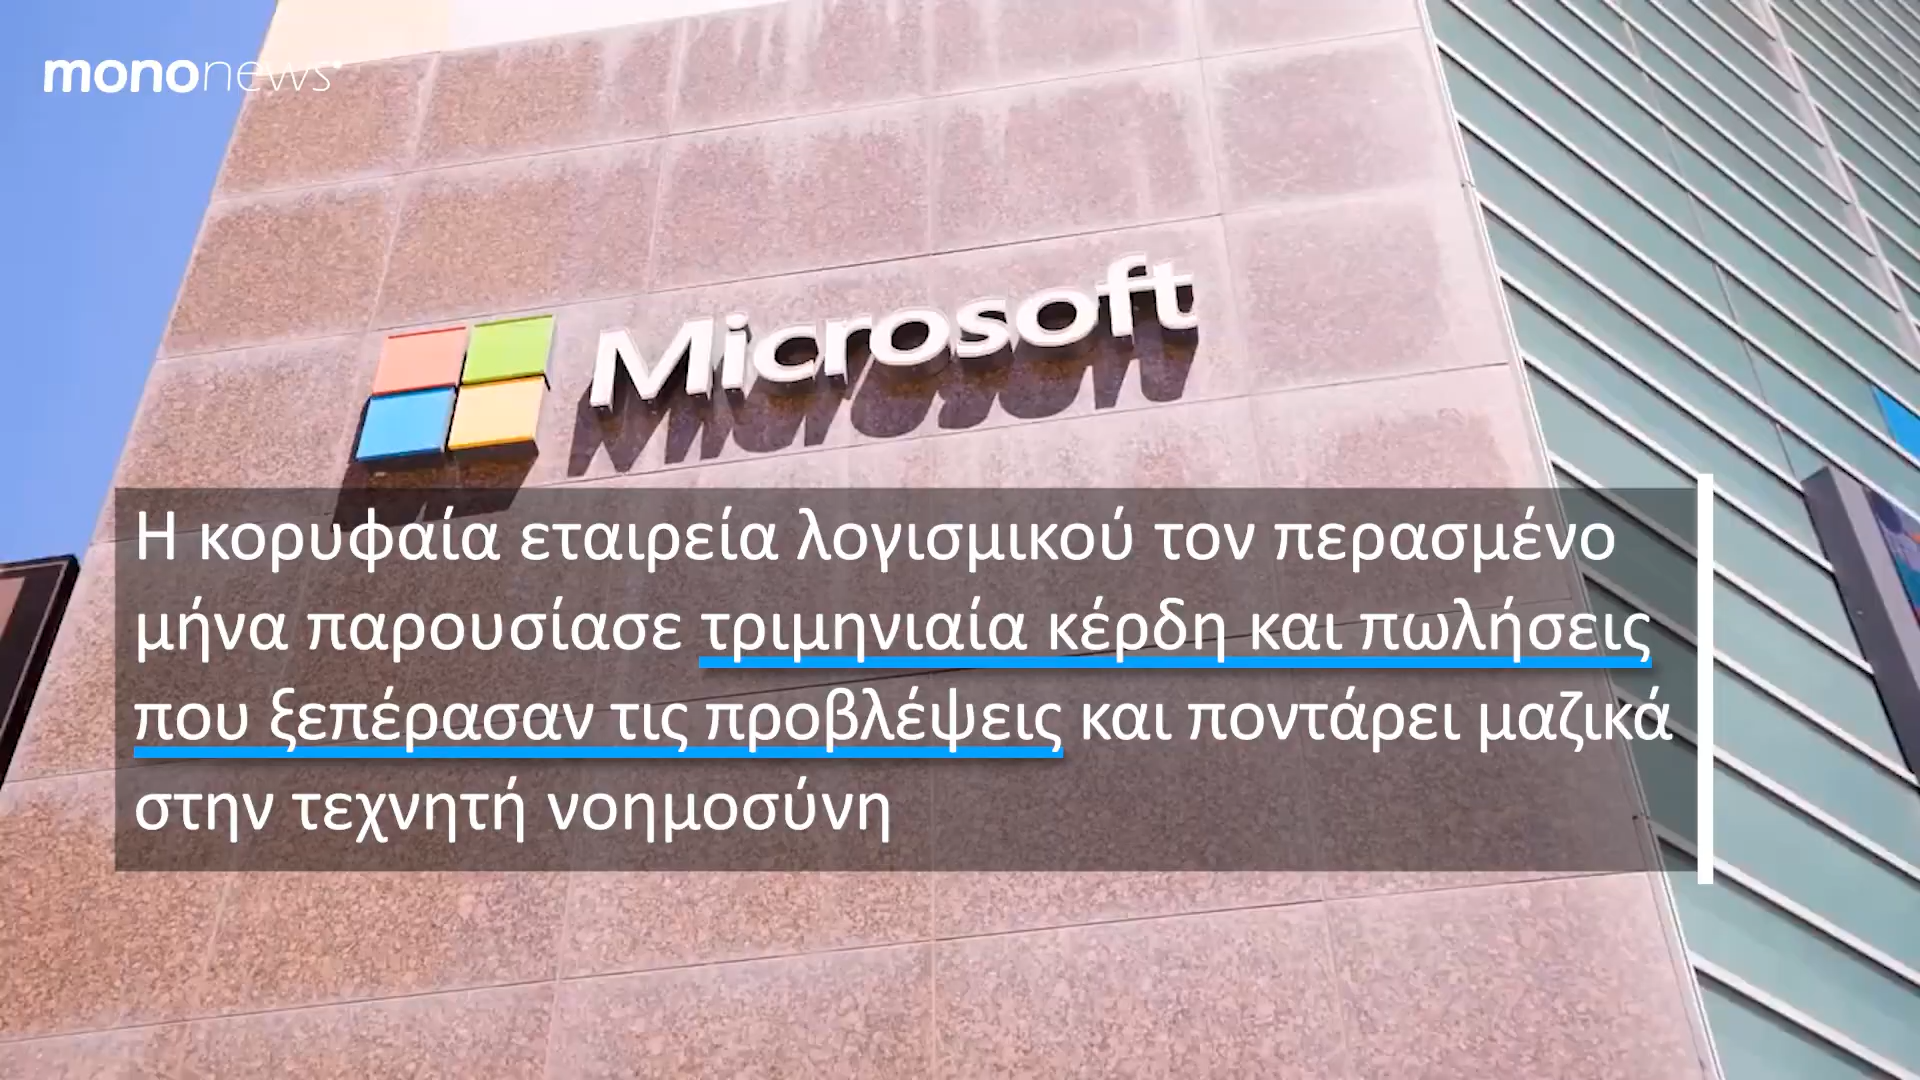 mononews
Microsoft
Η κορυφαία εταιρεία λογισμικού τον περασμένο
μήνα παρουσίασε τριμηνιαία κέρδη και πωλήσεις
που ξεπέρασαν τις προβλέψεις και ποντάρει μαζικά
στην τεχνητή νοημοσύνη